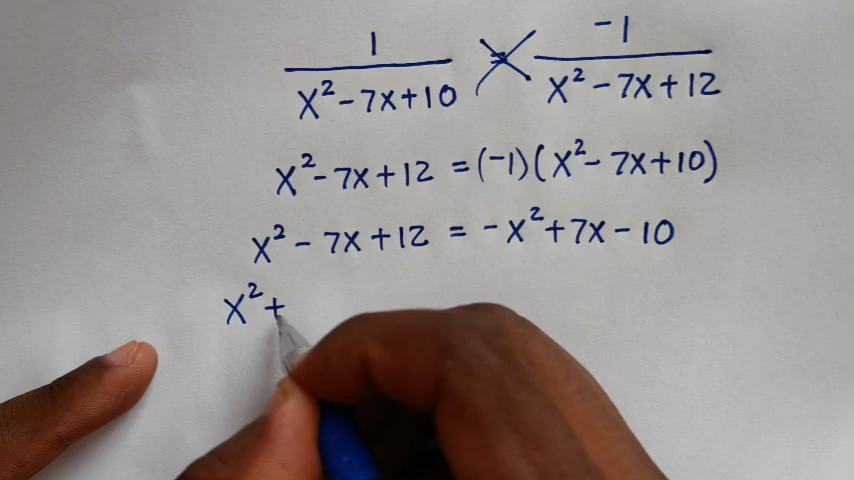 1/(x² - 7x + 10) = -1/(x² - 7x + 12)
x² - 7x + 12 = (-1)(x² - 7x + 10)
x² - 7x + 12 = -x² + 7x - 10
x² +